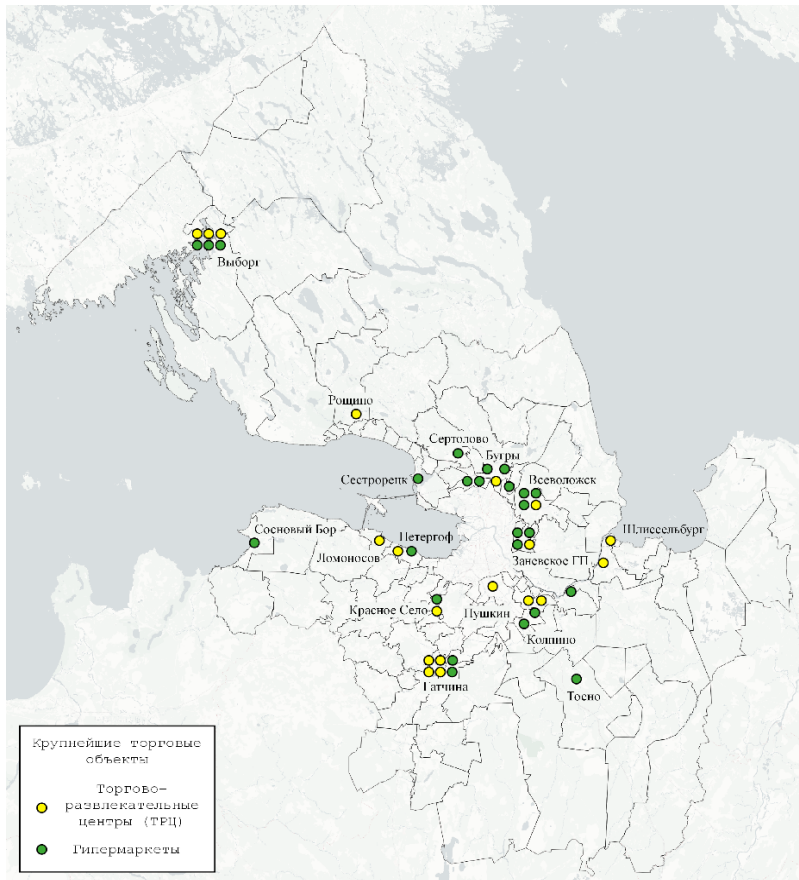 Выборг
Рощино
Сертолово
Бугры
Сестрорецк
Всеволожск
Сосновый Бор
Петергоф
Шлиссельбург
Ломоносов
Заневское ГП
Красное Село
Пушкин
Колпино
Гатчина
Тосно
Крупнейшие торговые
объекты
Торгово-
развлекательные
центры (ТРЦ)
Гипермаркеты